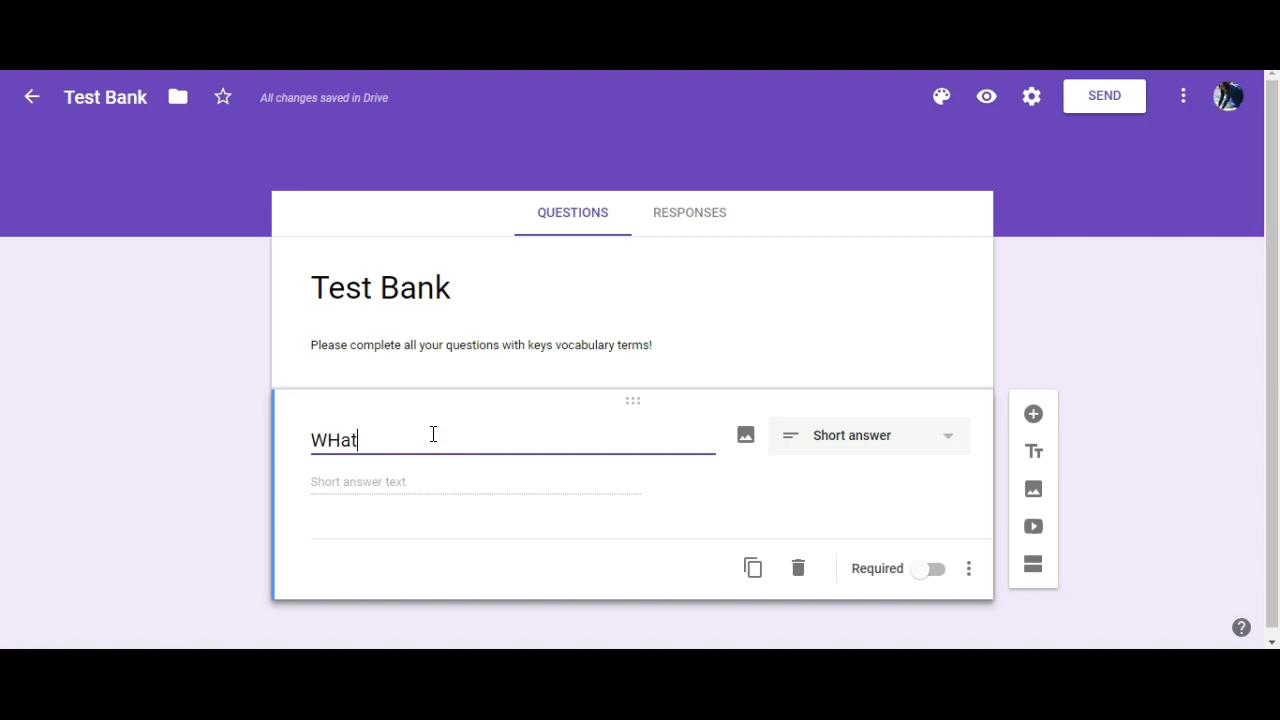 Test Bank
All changes saved in Drive
SEND
QUESTIONS
RESPONSES
Test Bank
Please complete all your questions with keys vocabulary terms!
WHat
Short answer
Short answer text
Required
Tт
?